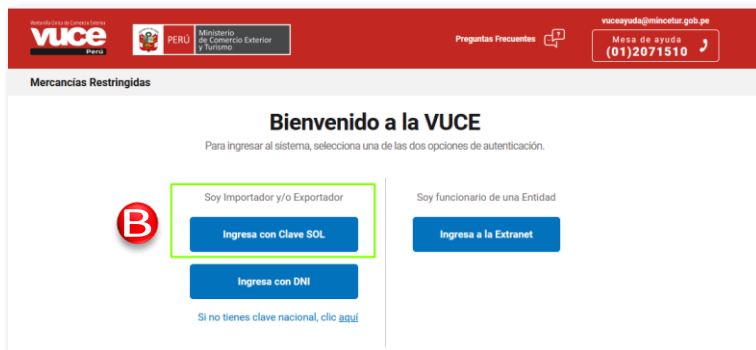 Ventanilla Única de Comercio Exterior
vuce
Perú
PERÚ
Ministerio
de Comercio Exterior
y Turismo
Preguntas Frecuentes
?
vuceayuda@mincetur.gob.pe
Mesa de ayuda
(01)2071510
Mercancías Restringidas
Bienvenido a la VUCE
Para ingresar al sistema, selecciona una de las dos opciones de autenticación.
B
Soy Importador y/o Exportador
Ingresa con Clave SOL
Ingresa con DNI
Si no tienes clave nacional, clic aquí
Soy funcionario de una Entidad
Ingresa a la Extranet